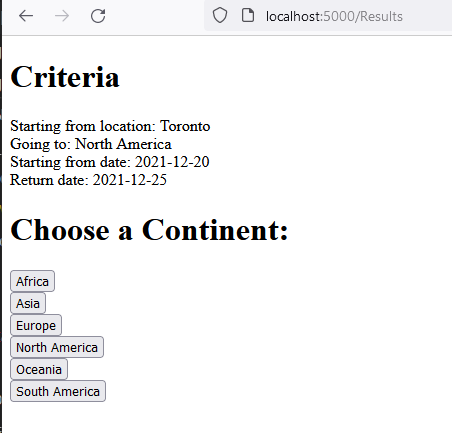 localhost:5000/Results
Criteria
Starting from location: Toronto
Going to: North America
Starting from date: 2021-12-20
Return date: 2021-12-25
Choose a Continent:
Africa
Asia
Europe
North America
Oceania
South America